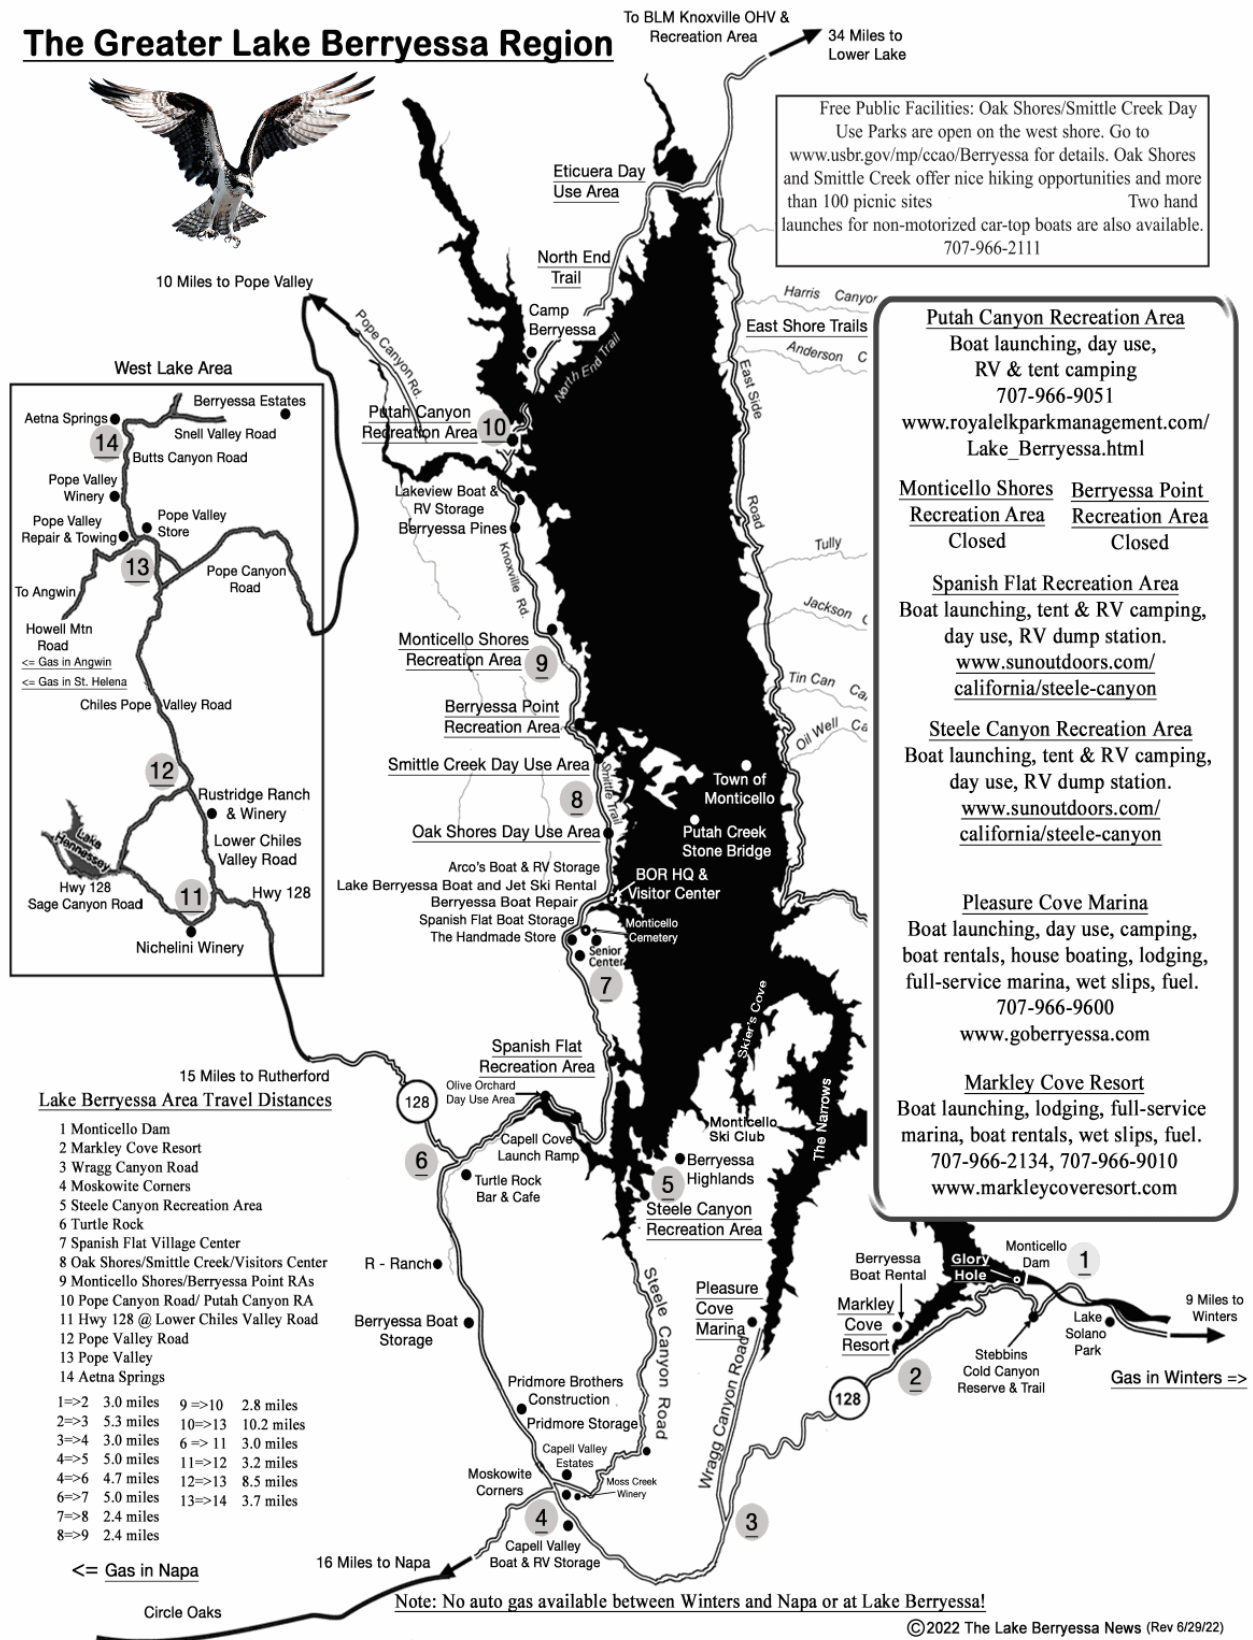 The Greater Lake Berryessa Region
To BLM Knoxville OHV &
Recreation Area
34 Miles to
Lower Lake
Free Public Facilities: Oak Shores/Smittle Creek Day
Use Parks are open on the west shore. Go to
www.usbr.gov/mp/ccao/Berryessa for details. Oak Shores
and Smittle Creek offer nice hiking opportunities and more
than 100 picnic sites Two hand
launches for non-motorized car-top boats are also available.
707-966-2111
Eticuera Day
Use Area
North End
Trail
10 Miles to Pope Valley
Camp
Berryessa
North End Trail
Pope Canyon Rd.
Harris Canyon
East Shore Trails
Anderson C
East Side
Road
Putah Canyon
Recreation Area
10
West Lake Area
Berryessa Estates
Aetna Springs
Snell Valley Road
14
Butts Canyon Road
Pope Valley
Winery
Pope Valley
Repair & Towing
Pope Valley
Store
13
Pope Canyon
Road
To Angwin
Howell Mtn
Road
<= Gas in Angwin
<= Gas in St. Helena
Chiles Pope Valley Road
12
Rustridge Ranch
& Winery
Lake
Hennessey
Lower Chiles
Valley Road
Hwy 128
Sage Canyon Road
11
Hwy 128
Nichelini Winery
Lakeview Boat &
RV Storage
Berryessa Pines
Knoxville Rd.
Tully
Jackson C
Tin Can Ca
Oil Well Ca
Monticello Shores
Recreation Area
9
Berryessa Point
Recreation Area
Smittle Creek Day Use Area
Smittle Trail
8
Oak Shores Day Use Area
Town of
Monticello
Putah Creek
Stone Bridge
Arco's Boat & RV Storage
Lake Berryessa Boat and Jet Ski Rental
Berryessa Boat Repair
Spanish Flat Boat Storage
The Handmade Store
BOR HQ &
Visitor Center
Monticello
Cemetery
Senior
Center
7
Skier's Cove
The Narrows
Spanish Flat
Recreation Area
Olive Orchard
Day Use Area
Capell Cove
Launch Ramp
Monticello
Ski Club
Berryessa
Highlands
5
Steele Canyon
Recreation Area
15 Miles to Rutherford
128
6
Turtle Rock
Bar & Cafe
R - Ranch
Berryessa Boat
Storage
Steele Canyon Road
Pleasure
Cove
Marina
Wragg Canyon Road
Pridmore Brothers
Construction
Pridmore Storage
Capell Valley
Estates
Moskowite
Corners
Moss Creek
Winery
4
Capell Valley
Boat & RV Storage
3
16 Miles to Napa
Circle Oaks
Putah Canyon Recreation Area
Boat launching, day use,
RV & tent camping
707-966-9051
www.royalelkparkmanagement.com/
Lake_Berryessa.html
Monticello Shores
Recreation Area
Closed
Berryessa Point
Recreation Area
Closed
Spanish Flat Recreation Area
Boat launching, tent & RV camping,
day use, RV dump station.
www.sunoutdoors.com/
california/steele-canyon
Steele Canyon Recreation Area
Boat launching, tent & RV camping,
day use, RV dump station.
www.sunoutdoors.com/
california/steele-canyon
Pleasure Cove Marina
Boat launching, day use, camping,
boat rentals, house boating, lodging,
full-service marina, wet slips, fuel.
707-966-9600
www.goberryessa.com
Markley Cove Resort
Boat launching, lodging, full-service
marina, boat rentals, wet slips, fuel.
707-966-2134, 707-966-9010
www.markleycoveresort.com
Berryessa
Boat Rental
Glory
Hole
Monticello
Dam
1
Markley
Cove
Resort
2
128
Stebbins
Cold Canyon
Reserve & Trail
Lake
Solano
Park
9 Miles to
Winters
Gas in Winters =>
Lake Berryessa Area Travel Distances
1 Monticello Dam
2 Markley Cove Resort
3 Wragg Canyon Road
4 Moskowite Corners
5 Steele Canyon Recreation Area
6 Turtle Rock
7 Spanish Flat Village Center
8 Oak Shores/Smittle Creek/Visitors Center
9 Monticello Shores/Berryessa Point RAs
10 Pope Canyon Road/ Putah Canyon RA
11 Hwy 128 @ Lower Chiles Valley Road
12 Pope Valley Road
13 Pope Valley
14 Aetna Springs
1=>2 3.0 miles
2=>3 5.3 miles
3=>4 3.0 miles
4=>5 5.0 miles
4=>6 4.7 miles
6=>7 5.0 miles
7=>8 2.4 miles
8=>9 2.4 miles
9 =>10 2.8 miles
10=>13 10.2 miles
6 => 11 3.0 miles
11=>12 3.2 miles
12=>13 8.5 miles
13=>14 3.7 miles
<= Gas in Napa
Note: No auto gas available between Winters and Napa or at Lake Berryessa!
©2022 The Lake Berryessa News (Rev 6/29/22)